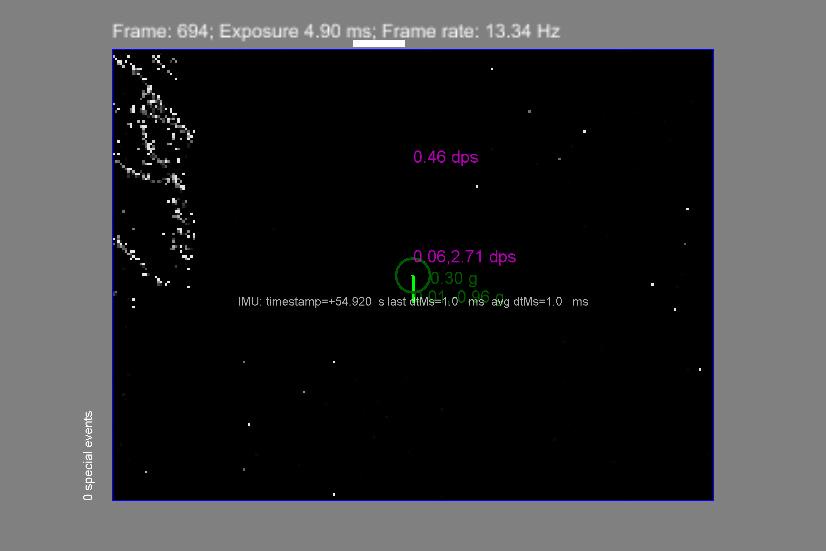 Frame: 694; Exposure 4.90 ms; Frame rate: 13.34 Hz
0.46 dps
0.06,2.71 dps
0.30 g
0.96 g
IMU: timestamp=+54.920 s last dtMs=1.0 ms avg dtMs=1.0 ms
0 special events